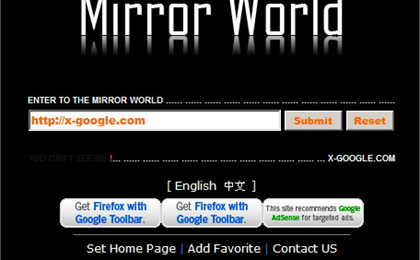 Mirror World
ENTER TO THE MIRROR WORLD
http://x-google.com Submit Reset
YOU CAN'T SEE ME !... X-GOOGLE.COM
[ English 中文 ]
Get Firefox with Google Toolbar.
Get Firefox with Google Toolbar.
This site recommends Google AdSense for targeted ads.
Set Home Page | Add Favorite | Contact US